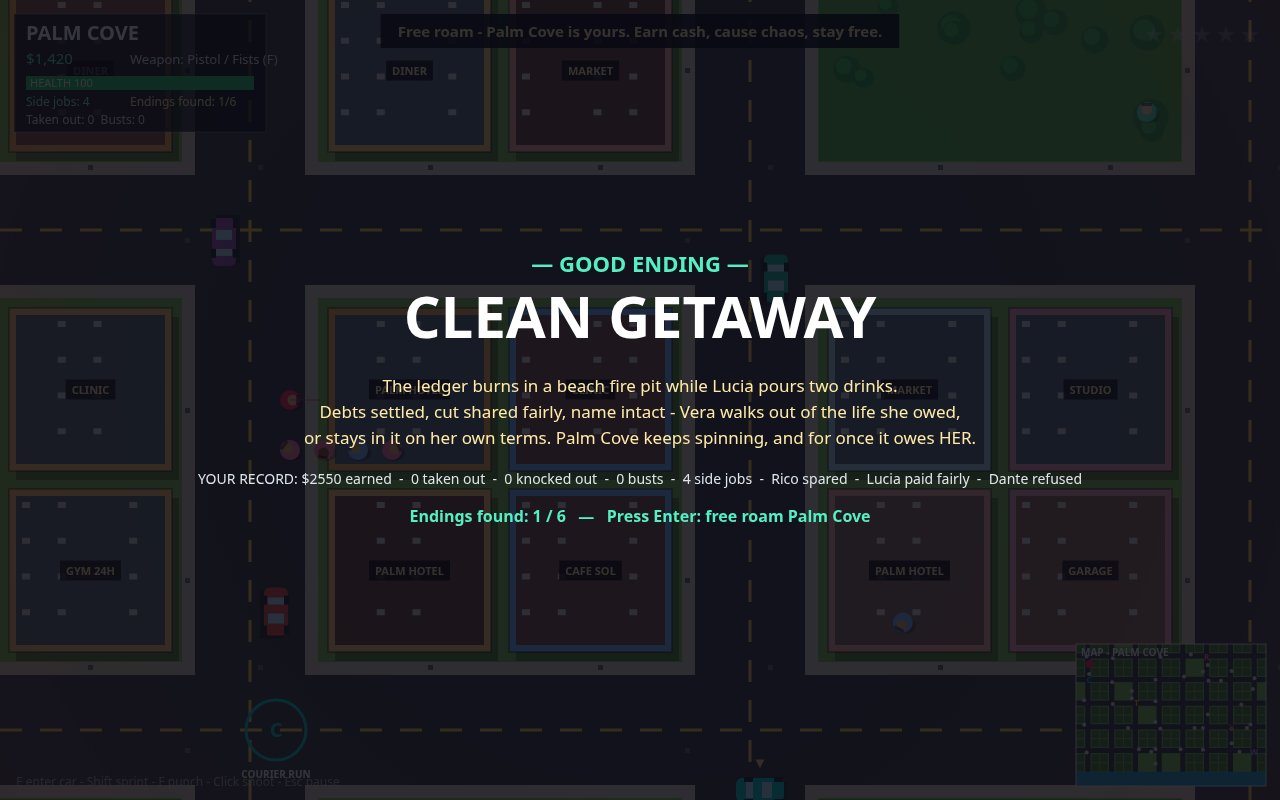 PALM COVE
$1,420 Weapon: Pistol / Fists (F)
DINER
HEALTH 100
Side jobs: 4 Endings found: 1/6
Taken out: 0 Busts: 0
Free roam - Palm Cove is yours. Earn cash, cause chaos, stay free.
★ ★ ★ ★ ★
DINER
MARKET
— GOOD ENDING —
CLEAN GETAWAY
CLINIC
MARKET
STUDIO
The ledger burns in a beach fire pit while Lucia pours two drinks.
Debts settled, cut shared fairly, name intact - Vera walks out of the life she owed,
or stays in it on her own terms. Palm Cove keeps spinning, and for once it owes HER.
YOUR RECORD: $2550 earned - 0 taken out - 0 knocked out - 0 busts - 4 side jobs - Rico spared - Lucia paid fairly - Dante refused
Endings found: 1 / 6 — Press Enter: free roam Palm Cove
GYM 24H
PALM HOTEL
CAFE SOL
PALM HOTEL
GARAGE
MAP - PALM COVE
C
COURIER RUN
E enter car - Shift sprint - F punch - Click shoot - Esc pause